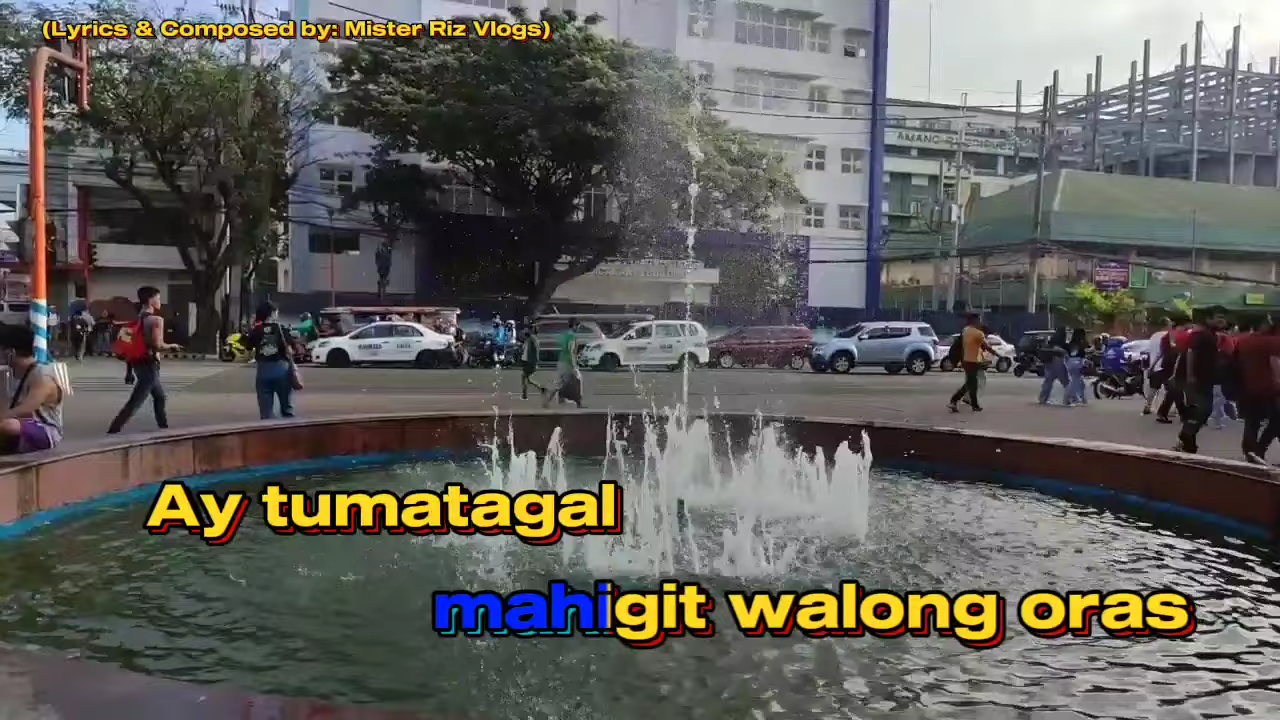 (Lyrics & Composed by: Mister Riz Vlogs)
Ay tumatagal
mahigit walong oras